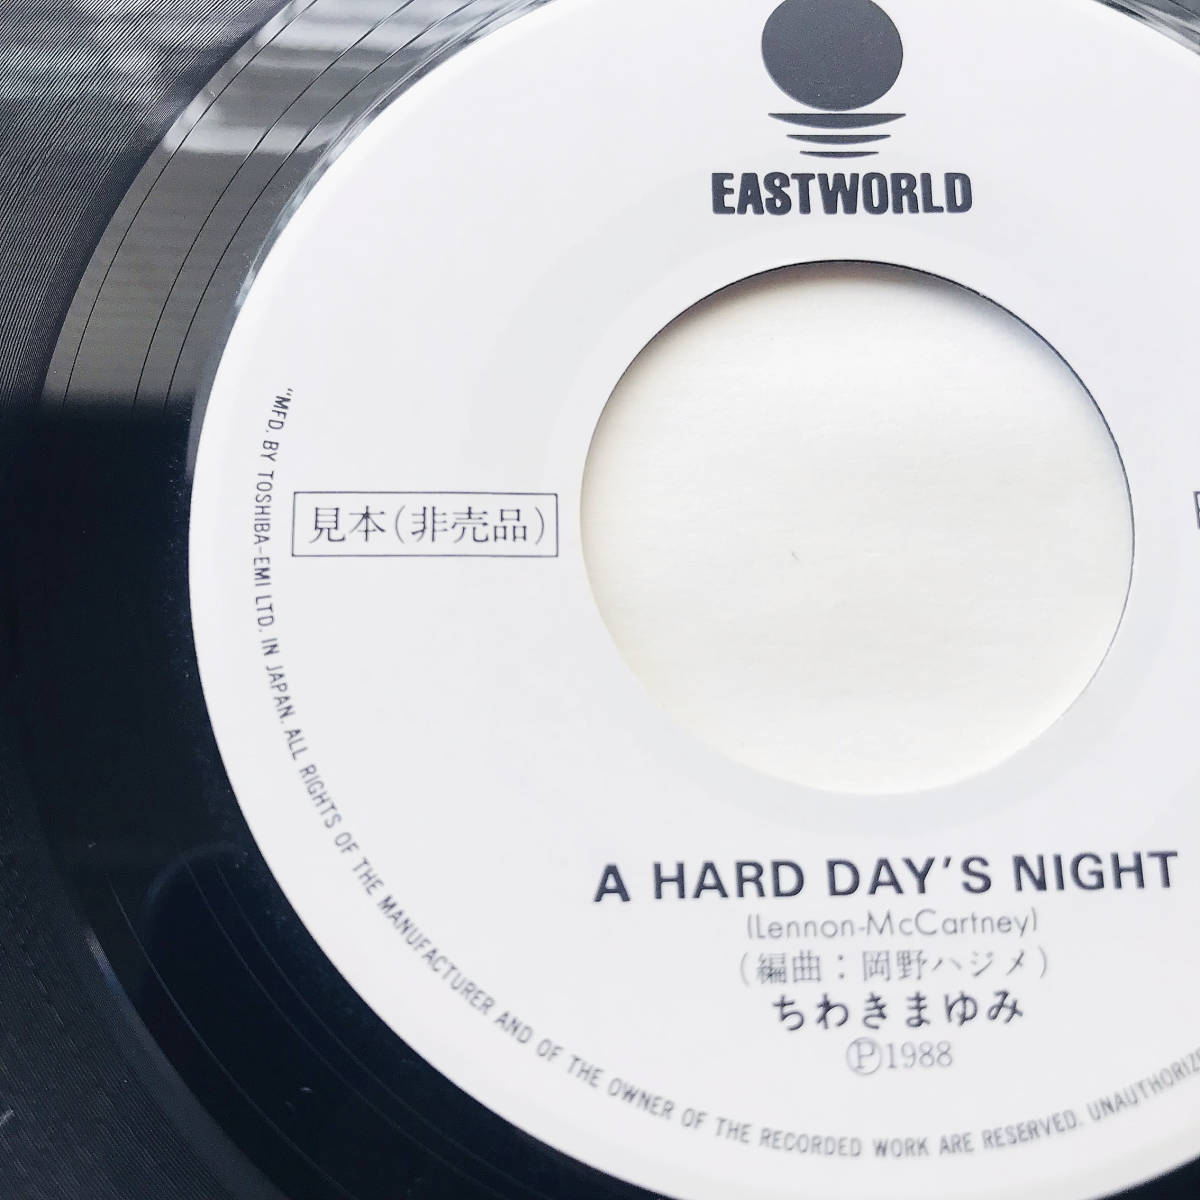 EASTWORLD
見本(非売品)
A HARD DAY'S NIGHT
(Lennon-McCartney)
(編曲:岡野ハジメ)
ちわきまゆみ
Ⓟ1988
"MFD. BY TOSHIBA-EMI LTD. IN JAPAN. ALL RIGHTS OF THE MANUFACTURER AND OF THE OWNER OF THE RECORDED WORK ARE RESERVED. UNAUTHORIZE